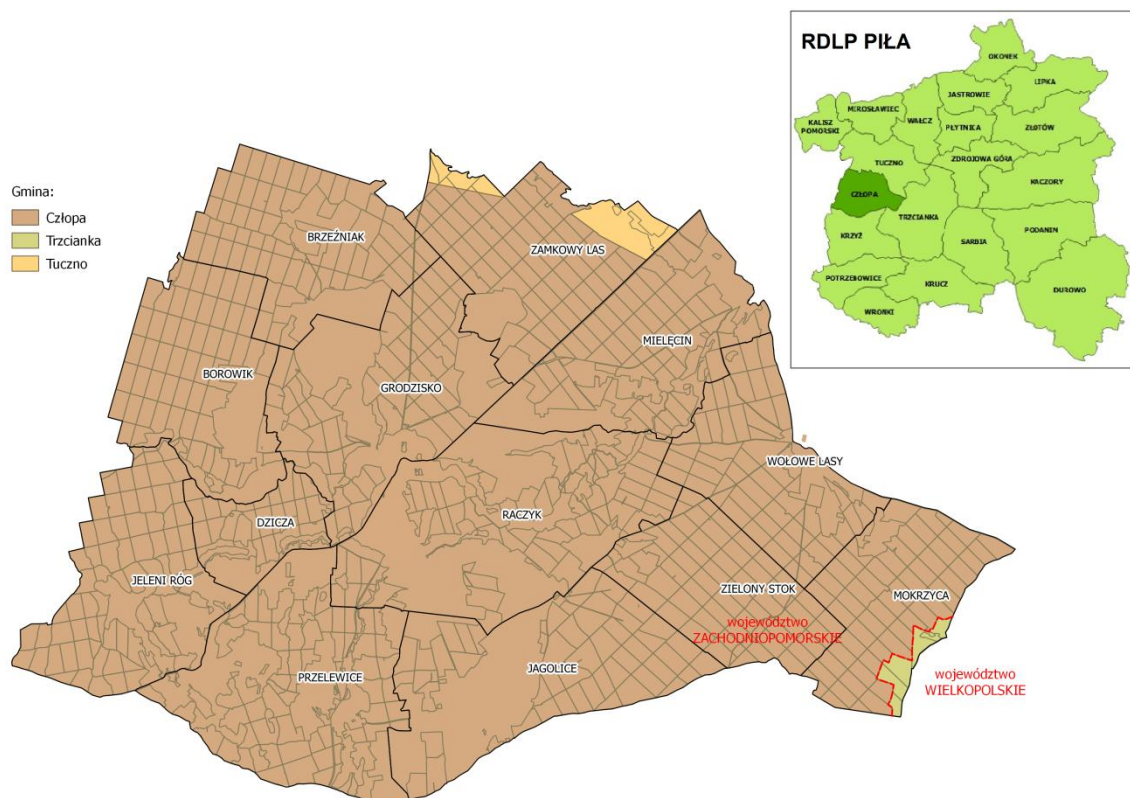 Gmina:
Człopa
Trzcianka
Tuczno
BRZEŹNIAK
ZAMKOWY LAS
MIELĘCIN
BOROWIK
GRODZISKO
WOŁOWE LASY
DZICZA
RACZYK
JELENI RÓG
ZIELONY STOK
MOKRZYCA
województwo
ZACHODNIOPOMORSKIE
JAGOLICE
PRZELEWICE
województwo
WIELKOPOLSKIE
RDLP PIŁA
OKONEK
LIPKA
JASTROWIE
MIROSŁAWIEC
WAŁCZ
KALISZ
POMORSKI
PŁYTNICA
ZŁOTÓW
TUCZNO
ZDROJOWA GÓRA
KACZORY
CZŁOPA
TRZCIANKA
PODANIN
KRZYŻ
SARBIA
POTRZEBOWICE
KRUCZ
DUROWO
WRONKI